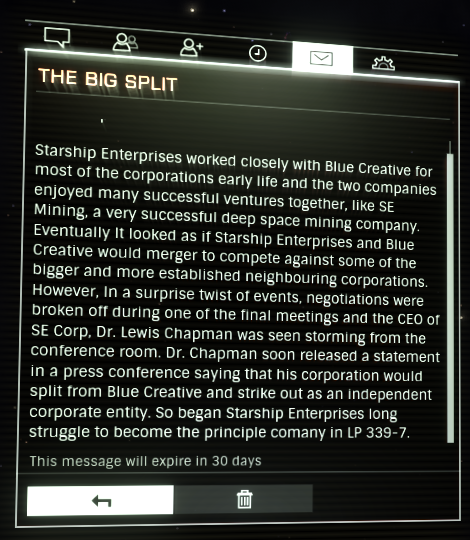 THE BIG SPLIT
Starship Enterprises worked closely with Blue Creative for
most of the corporations early life and the two companies
enjoyed many successful ventures together, like SE
Mining, a very successful deep space mining company.
Eventually It looked as if Starship Enterprises and Blue
Creative would merger to compete against some of the
bigger and more established neighbouring corporations.
However, In a surprise twist of events, negotiations were
broken off during one of the final meetings and the CEO of
SE Corp, Dr. Lewis Chapman was seen storming from the
conference room. Dr. Chapman soon released a statement
in a press conference saying that his corporation would
split from Blue Creative and strike out as an independent
corporate entity. So began Starship Enterprises long
struggle to become the principle comany in LP 339-7.
This message will expire in 30 days